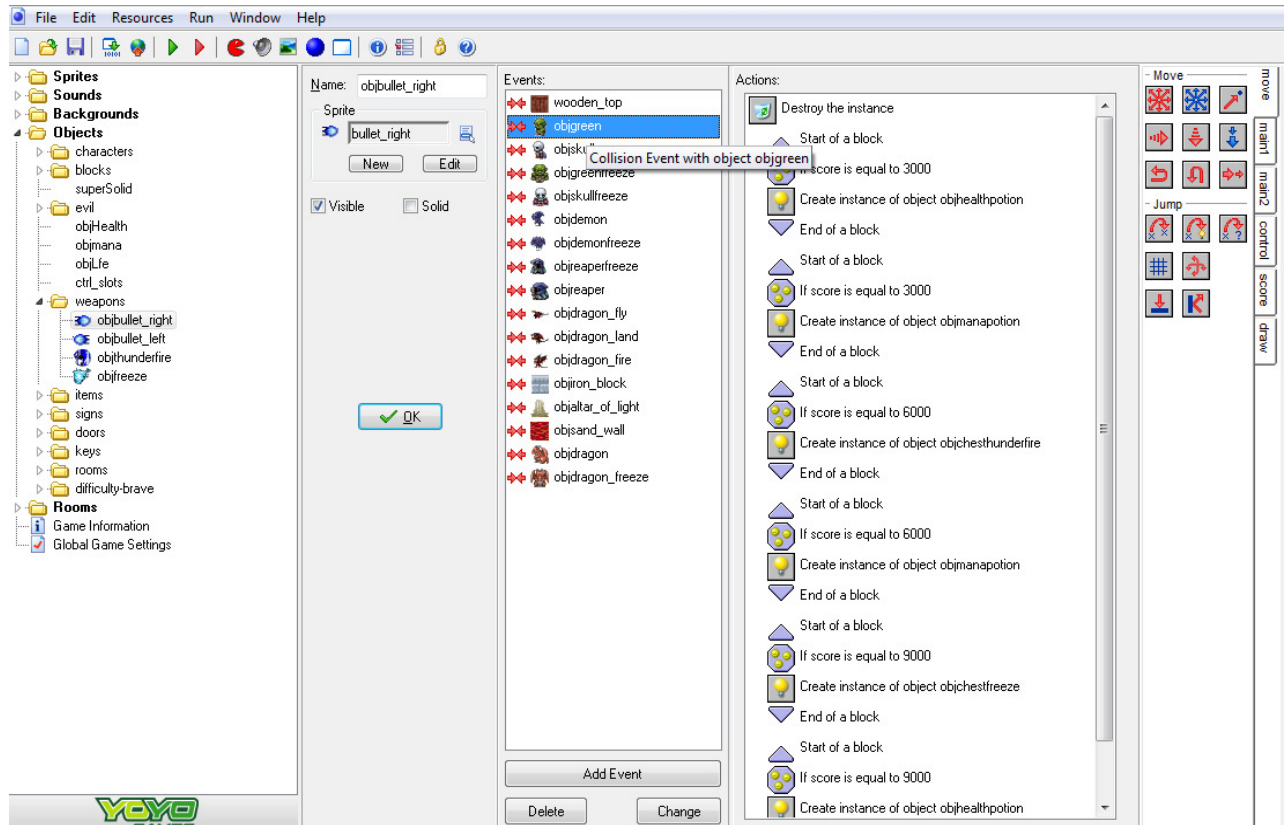 File Edit Resources Run Window Help
Sprites
Sounds
Backgrounds
Objects
characters
blocks
superSolid
evil
objHealth
objmana
objLfe
ctrl_slots
weapons
objbullet_right
objbullet_left
objthunderfire
objfreeze
items
signs
doors
keys
rooms
difficulty-brave
Rooms
Game Information
Global Game Settings
YOYO
GAMES
Name: objbullet_right
Sprite
bullet_right
New Edit
Visible Solid
OK
Events:
wooden_top
objgreen
objskull
Collision Event with object objgreen
objgreenfreeze
objskullfreeze
objdemon
objdemonfreeze
objreaperfreeze
objreaper
objdragon_fly
objdragon_land
objdragon_fire
objiron_block
objaltar_of_light
objsand_wall
objdragon
objdragon_freeze
Add Event
Delete Change
Actions:
Destroy the instance
Start of a block
If score is equal to 3000
Create instance of object objhealthpotion
End of a block
Start of a block
If score is equal to 3000
Create instance of object objmanapotion
End of a block
Start of a block
If score is equal to 6000
Create instance of object objchesthunderfire
End of a block
Start of a block
If score is equal to 6000
Create instance of object objmanapotion
End of a block
Start of a block
If score is equal to 9000
Create instance of object objchestfreeze
End of a block
Start of a block
If score is equal to 9000
Create instance of object objhealthpotion
Move
Jump
move
main1
main2
control
score
draw